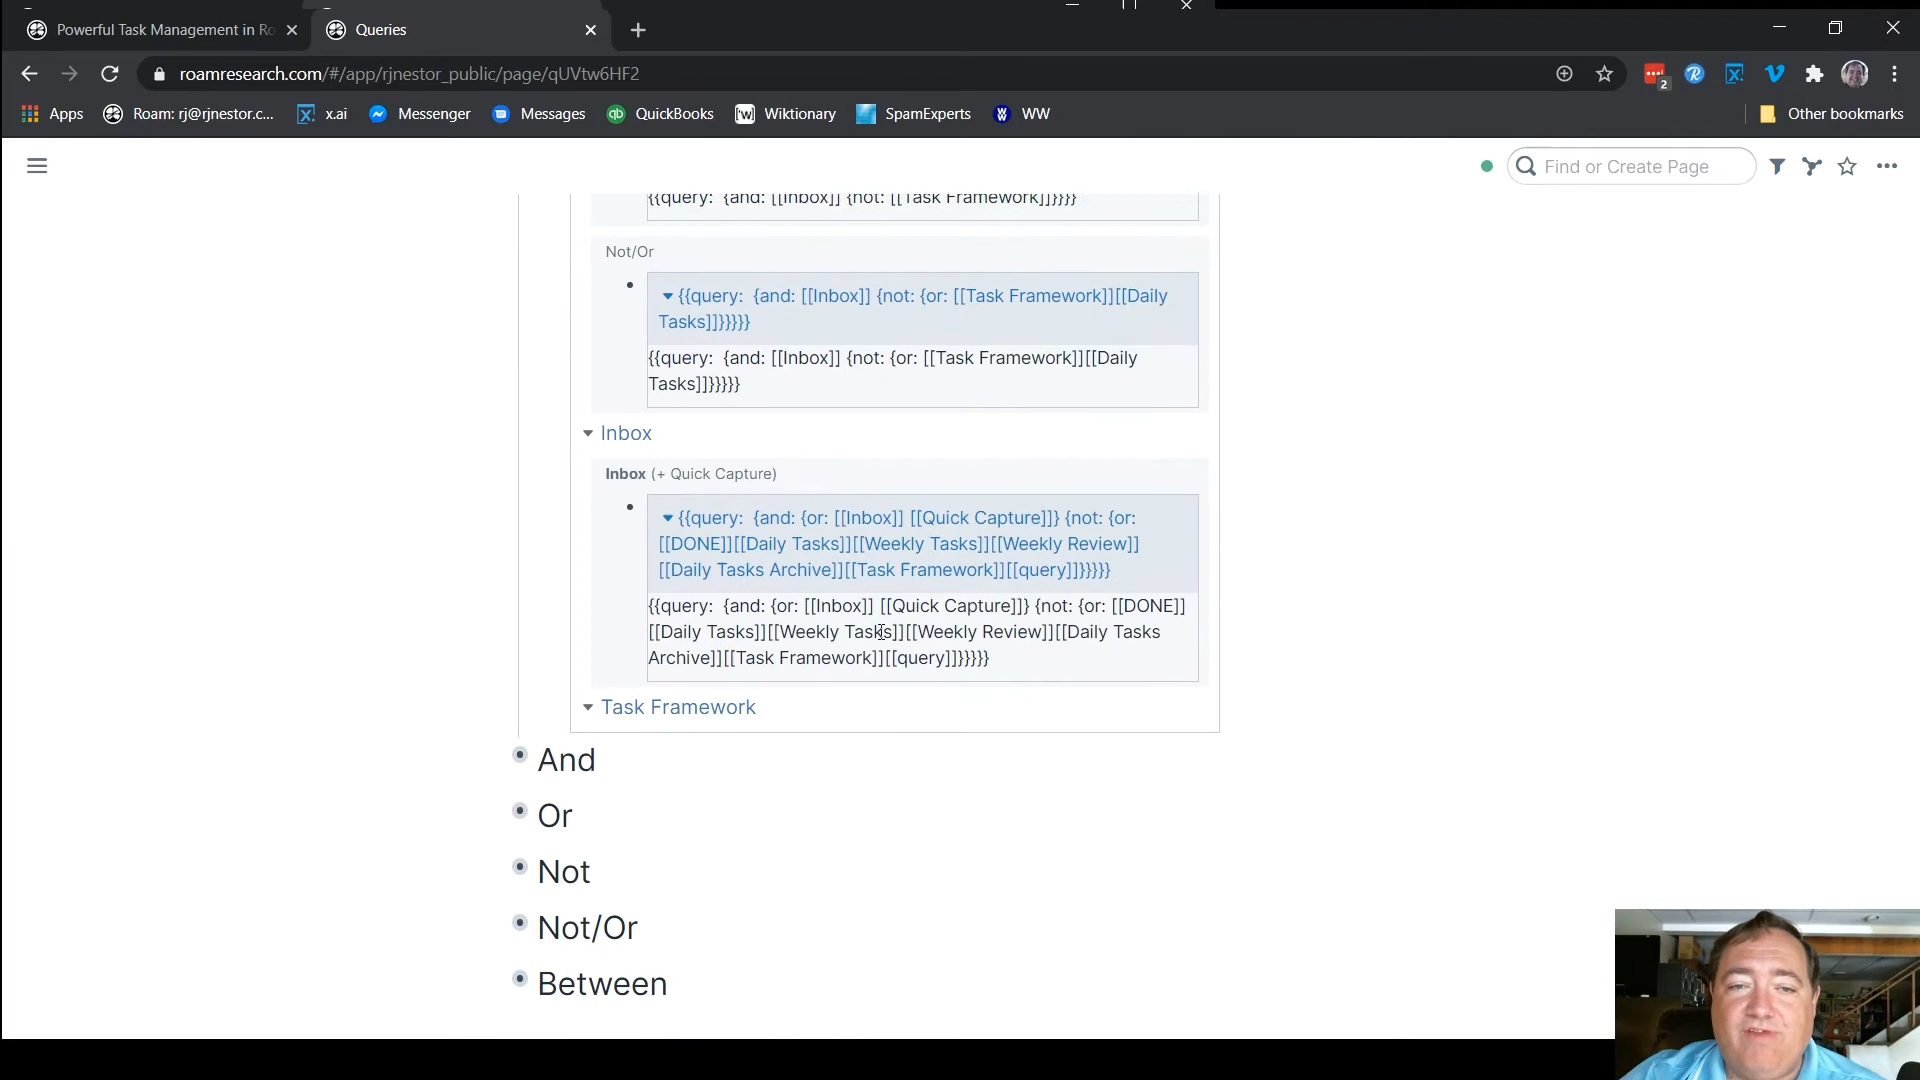 Powerful Task Management in Ro
Queries
roamresearch.com/#/app/rjnestor_public/page/qUVtw6HF2
2
Apps
Roam: rj@rjnestor.c...
x.ai
Messenger
Messages
qb
QuickBooks
[w]
Wiktionary
SpamExperts
WW
Other bookmarks
Find or Create Page
{{query:  {and: [[Inbox]] {not: [[Task Framework]]}}}}
Not/Or
{{query:  {and: [[Inbox]] {not: {or: [[Task Framework]][[Daily
Tasks]]}}}}}}
{{query:  {and: [[Inbox]] {not: {or: [[Task Framework]][[Daily
Tasks]]}}}}}}
Inbox
Inbox (+ Quick Capture)
{{query:  {and: {or: [[Inbox]] [[Quick Capture]]} {not: {or:
[[DONE]][[Daily Tasks]][[Weekly Tasks]][[Weekly Review]]
[[Daily Tasks Archive]][[Task Framework]][[query]]}}}}}
{{query:  {and: {or: [[Inbox]] [[Quick Capture]]} {not: {or: [[DONE]]
[[Daily Tasks]][[Weekly Tasks]][[Weekly Review]][[Daily Tasks
Archive]][[Task Framework]][[query]]}}}}}
Task Framework
And
Or
Not
Not/Or
Between